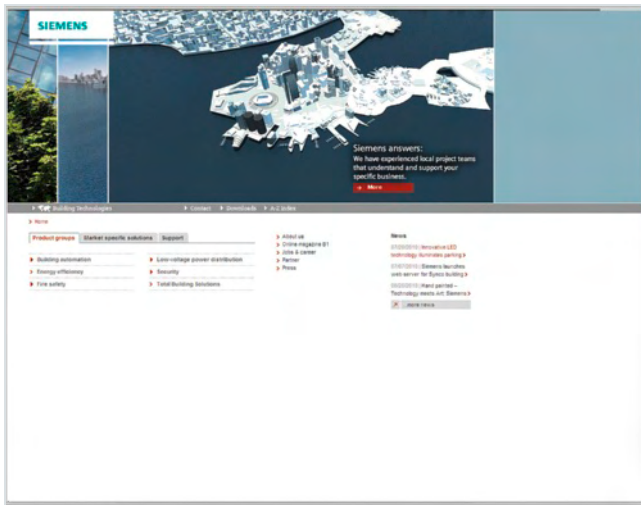 SIEMENS
Siemens answers:
We have experienced local project teams
that understand and support your
specific business.
More
Building Technologies
Contact
Downloads
A-Z Index
Home
Product groups
Market specific solutions
Support
Building automation
Low-voltage power distribution
Energy efficiency
Security
Fire safety
Total Building Solutions
About us
Online magazine B1
Jobs & career
Partner
Press
News
Innovative LED
technology illuminates parking
Siemens launches
web server for Synco building
Hand painted –
Technology meets Art: Siemens
more news